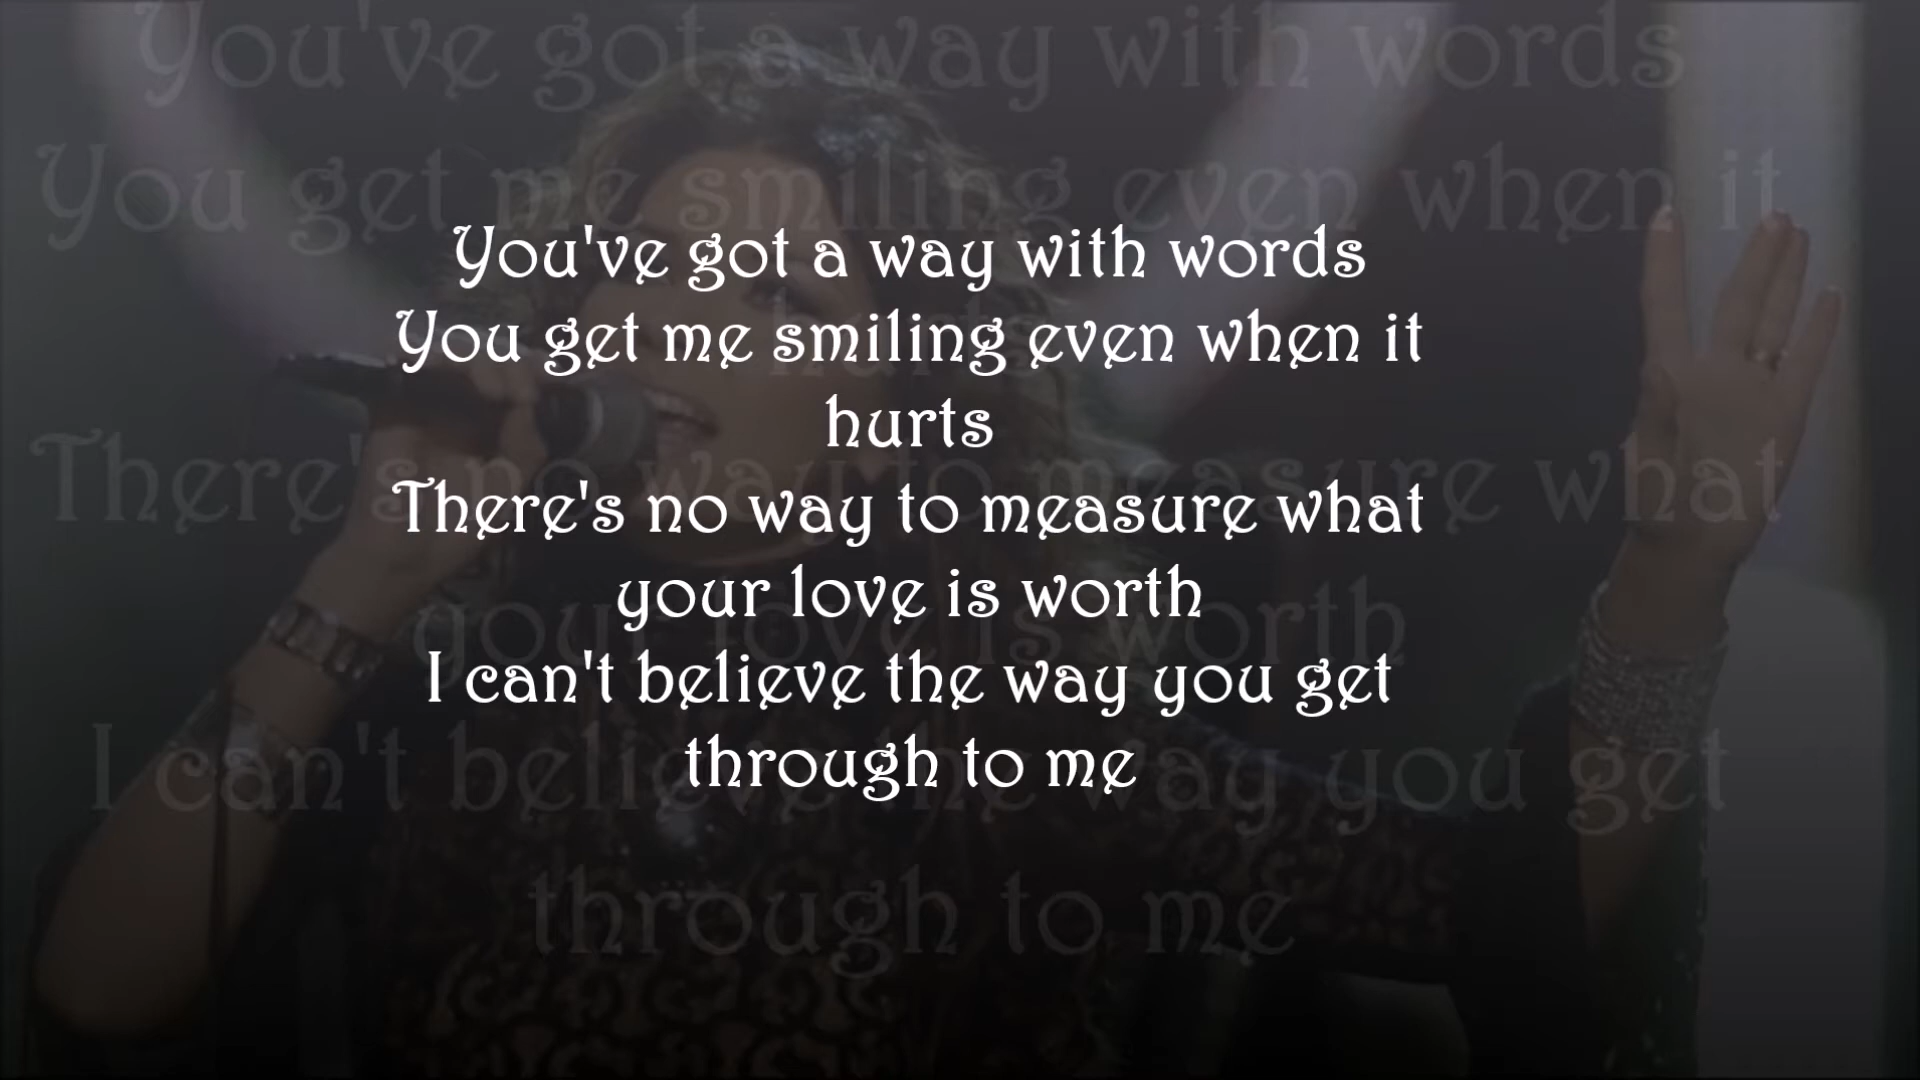 You've got a way with words
You get me smiling even when it
hurts
There's no way to measure what
your love is worth
I can't believe the way you get
through to me